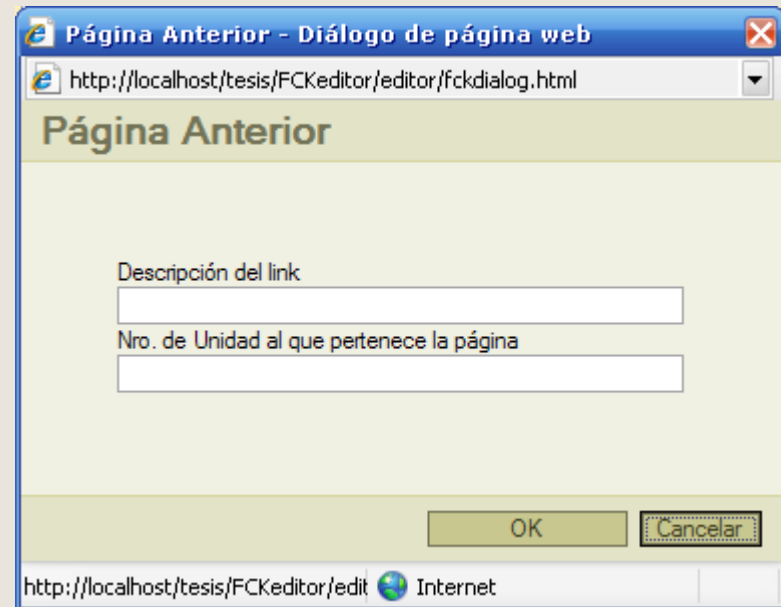 Página Anterior - Diálogo de página web
http://localhost/tesis/FCKeditor/editor/fckdialog.html
Página Anterior
Descripción del link
Nro. de Unidad al que pertenece la página
OK Cancelar
http://localhost/tesis/FCKeditor/edit Internet